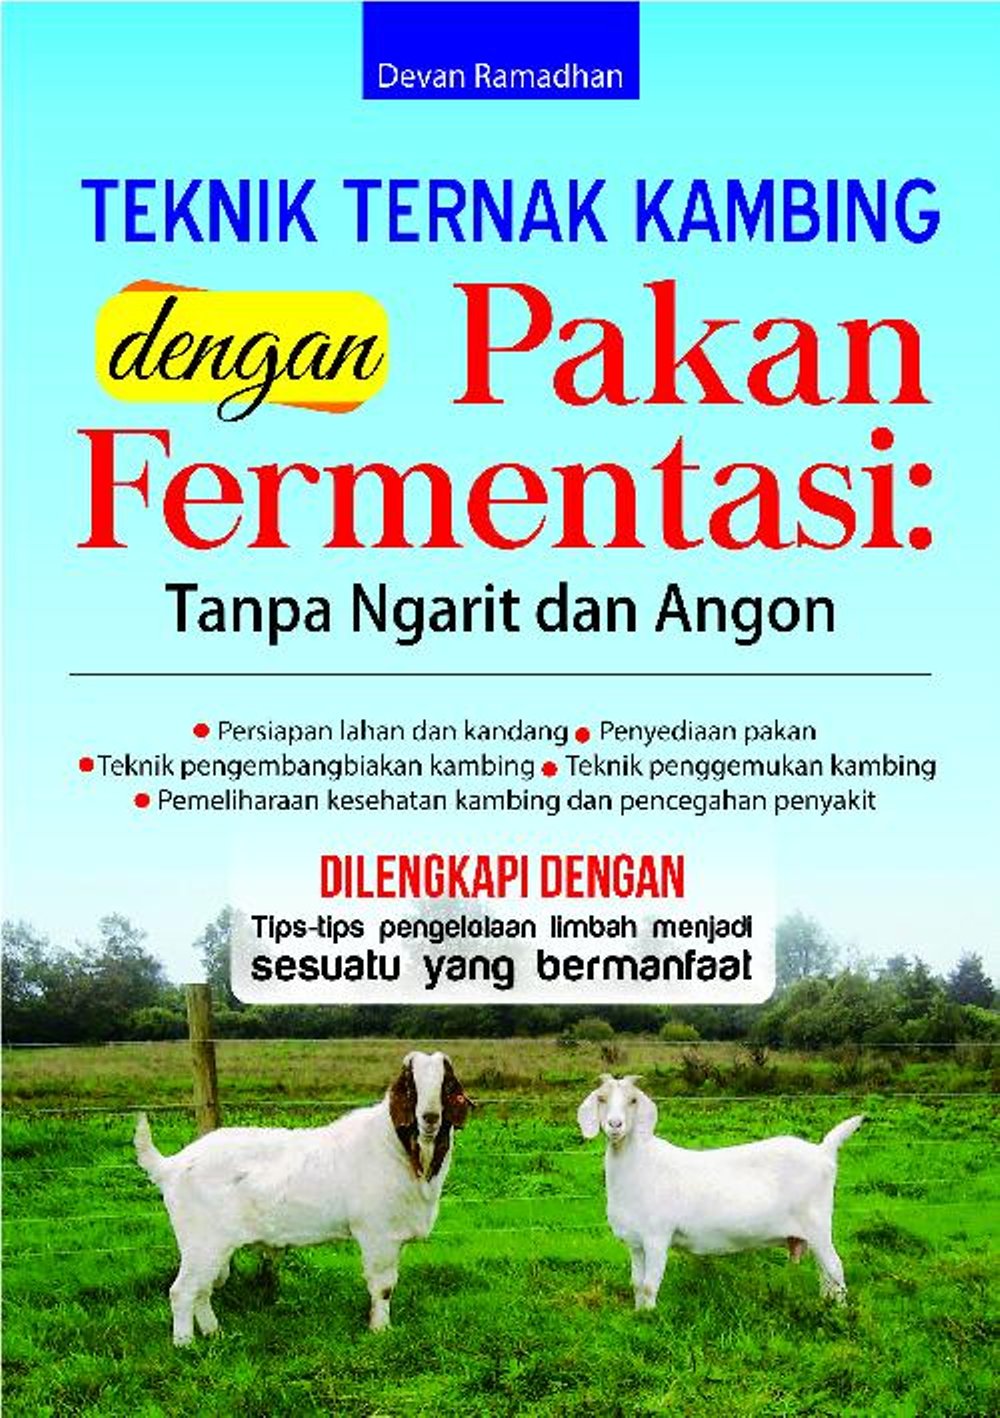 Devan Ramadhan
TEKNIK TERNAK KAMBING
dengan Pakan
Fermentasi:
Tanpa Ngarit dan Angon
• Persiapan lahan dan kandang • Penyediaan pakan
• Teknik pengembangbiakan kambing • Teknik penggemukan kambing
• Pemeliharaan kesehatan kambing dan pencegahan penyakit
DILENGKAPI DENGAN
Tips-tips pengelolaan limbah menjadi
sesuatu yang bermanfaat